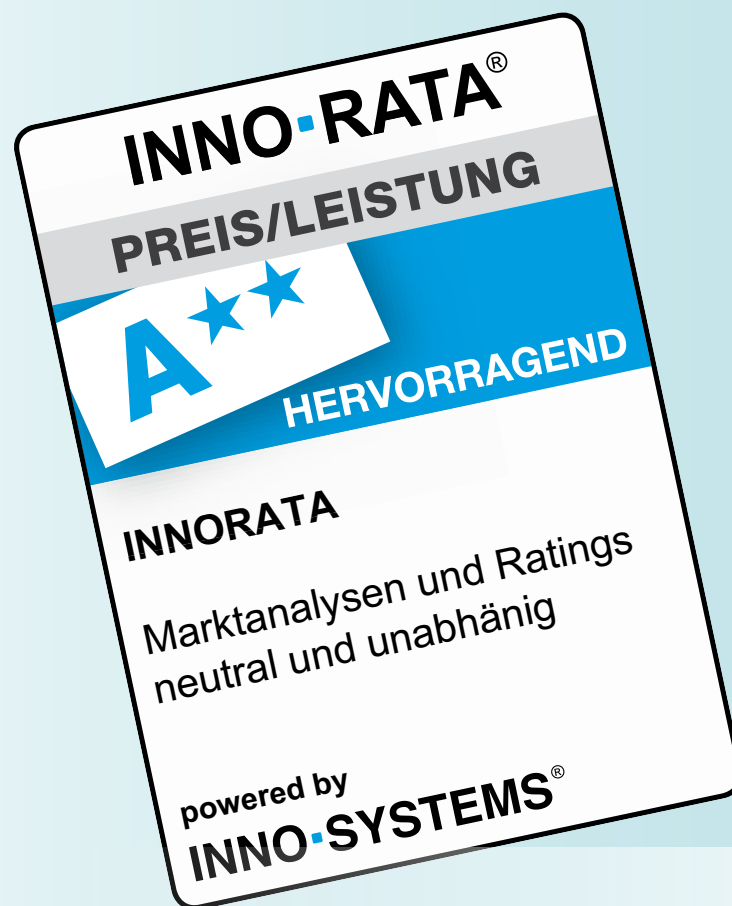 INNO·RATA®
PREIS/LEISTUNG
A★★
HERVORRAGEND
INNORATA
Marktanalysen und Ratings
neutral und unabhänig
powered by
INNO·SYSTEMS®